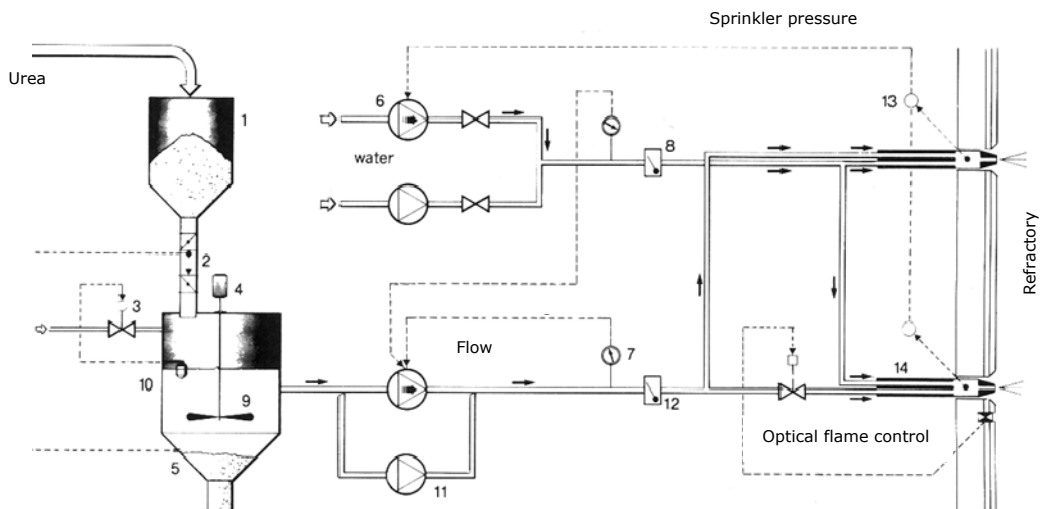 Sprinkler pressure
Urea
6
13
1
8
water
2
Refractory
4
3
Flow
7
14
10
9
12
Optical flame control
5
11